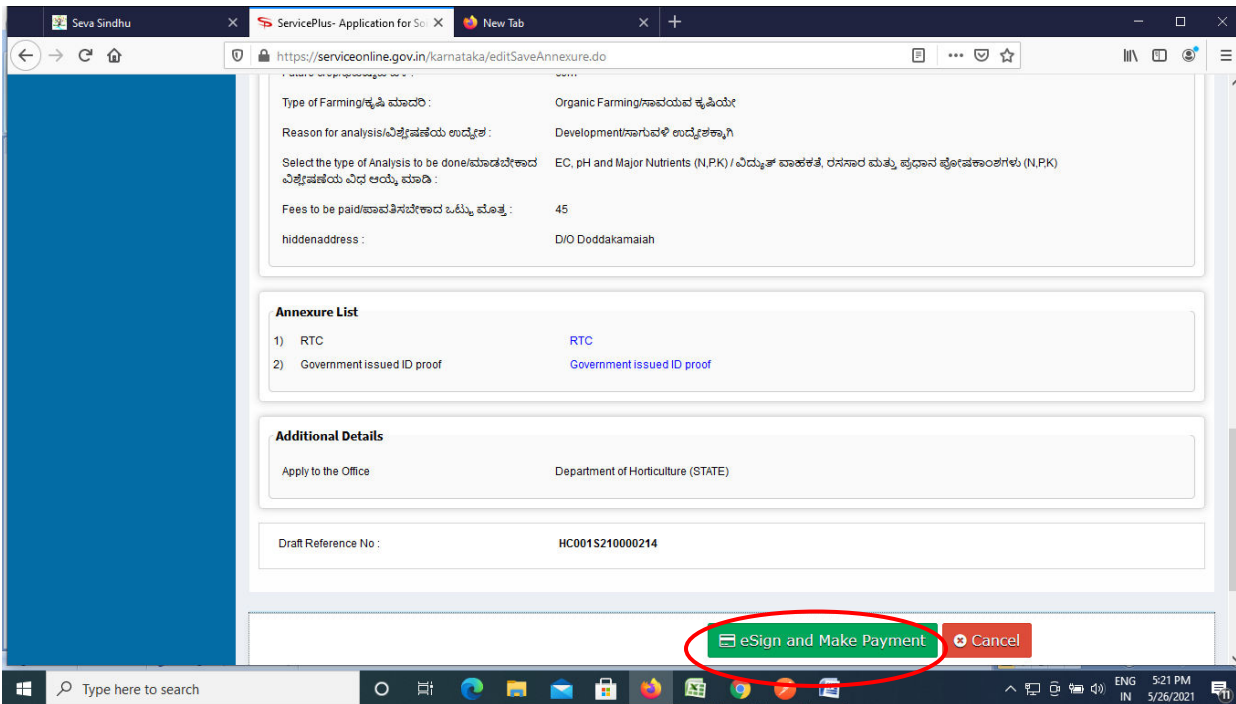 Seva Sindhu
ServicePlus- Application for Soi
New Tab
https://serviceonline.gov.in/karnataka/editSaveAnnexure.do
Type of Farming/ಕೃಷಿ ಮಾದರಿ : Organic Farming/ಸಾವಯವ ಕೃಷಿಯೇ
Reason for analysis/ವಿಶ್ಲೇಷಣೆಯ ಉದ್ದೇಶ : Development/ಸಾಗುವಳಿ ಉದ್ದೇಶಕ್ಕಾಗಿ
Select the type of Analysis to be done/ಮಾಡಬೇಕಾದ EC, pH and Major Nutrients (N,P,K) / ವಿದ್ಯುತ್ ವಾಹಕತೆ, ರಸಸಾರ ಮತ್ತು ಪ್ರಧಾನ ಪೋಷಕಾಂಶಗಳು (N,P,K)
ವಿಶ್ಲೇಷಣೆಯ ವಿಧ ಆಯ್ಕೆ ಮಾಡಿ :
Fees to be paid/ಪಾವತಿಸಬೇಕಾದ ಒಟ್ಟು ಮೊತ್ತ : 45
hiddenaddress : D/O Doddakamaiah
Annexure List
1) RTC RTC
2) Government issued ID proof Government issued ID proof
Additional Details
Apply to the Office Department of Horticulture (STATE)
Draft Reference No : HC001S210000214
eSign and Make Payment
Cancel
Type here to search
ENG 5:21 PM
IN 5/26/2021